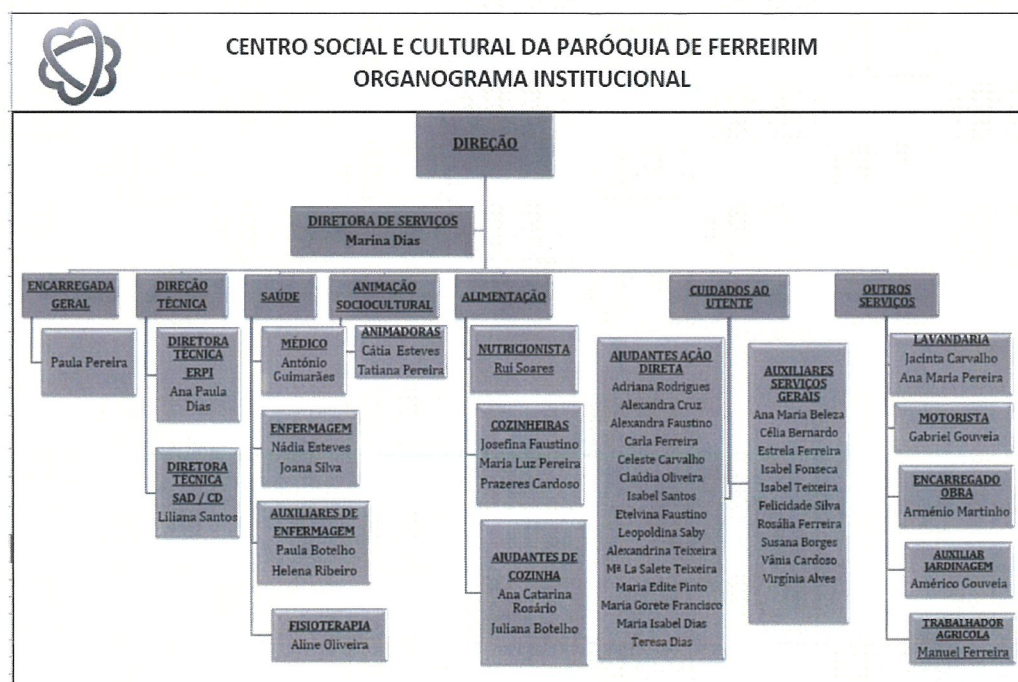 CENTRO SOCIAL E CULTURAL DA PARÓQUIA DE FERREIRIM
ORGANOGRAMA INSTITUCIONAL
DIREÇÃO
DIRETORA DE SERVIÇOS
Marina Dias
ENCARREGADA
GERAL
Paula Pereira
DIREÇÃO
TÉCNICA
DIRETORA
TÉCNICA
ERPI
Ana Paula
Dias
DIRETORA
TÉCNICA
SAD / CD
Liliana Santos
SAÚDE
MÉDICO
António
Guimarães
ENFERMAGEM
Nádia Esteves
Joana Silva
AUXILIARES DE
ENFERMAGEM
Paula Botelho
Helena Ribeiro
FISIOTERAPIA
Aline Oliveira
ANIMAÇÃO
SOCIOCULTURAL
ANIMADORAS
Cátia Esteves
Tatiana Pereira
ALIMENTAÇÃO
NUTRICIONISTA
Rui Soares
COZINHEIRAS
Josefina Faustino
Maria Luz Pereira
Prazeres Cardoso
AJUDANTES DE
COZINHA
Ana Catarina
Rosário
Juliana Botelho
CUIDADOS AO
UTENTE
AJUDANTES AÇÃO
DIRETA
Adriana Rodrigues
Alexandra Cruz
Alexandra Faustino
Carla Ferreira
Celeste Carvalho
Claúdia Oliveira
Isabel Santos
Etelvina Faustino
Leopoldina Saby
Alexandrina Teixeira
Mª La Salete Teixeira
Maria Edite Pinto
Maria Gorete Francisco
Maria Isabel Dias
Teresa Dias
AUXILIARES
SERVIÇOS
GERAIS
Ana Maria Beleza
Célia Bernardo
Estrela Ferreira
Isabel Fonseca
Isabel Teixeira
Felicidade Silva
Rosália Ferreira
Susana Borges
Vânia Cardoso
Virgínia Alves
OUTROS
SERVIÇOS
LAVANDARIA
Jacinta Carvalho
Ana Maria Pereira
MOTORISTA
Gabriel Gouveia
ENCARREGADO
OBRA
Arménio Martinho
AUXILIAR
JARDINAGEM
Américo Gouveia
TRABALHADOR
AGRICOLA
Manuel Ferreira